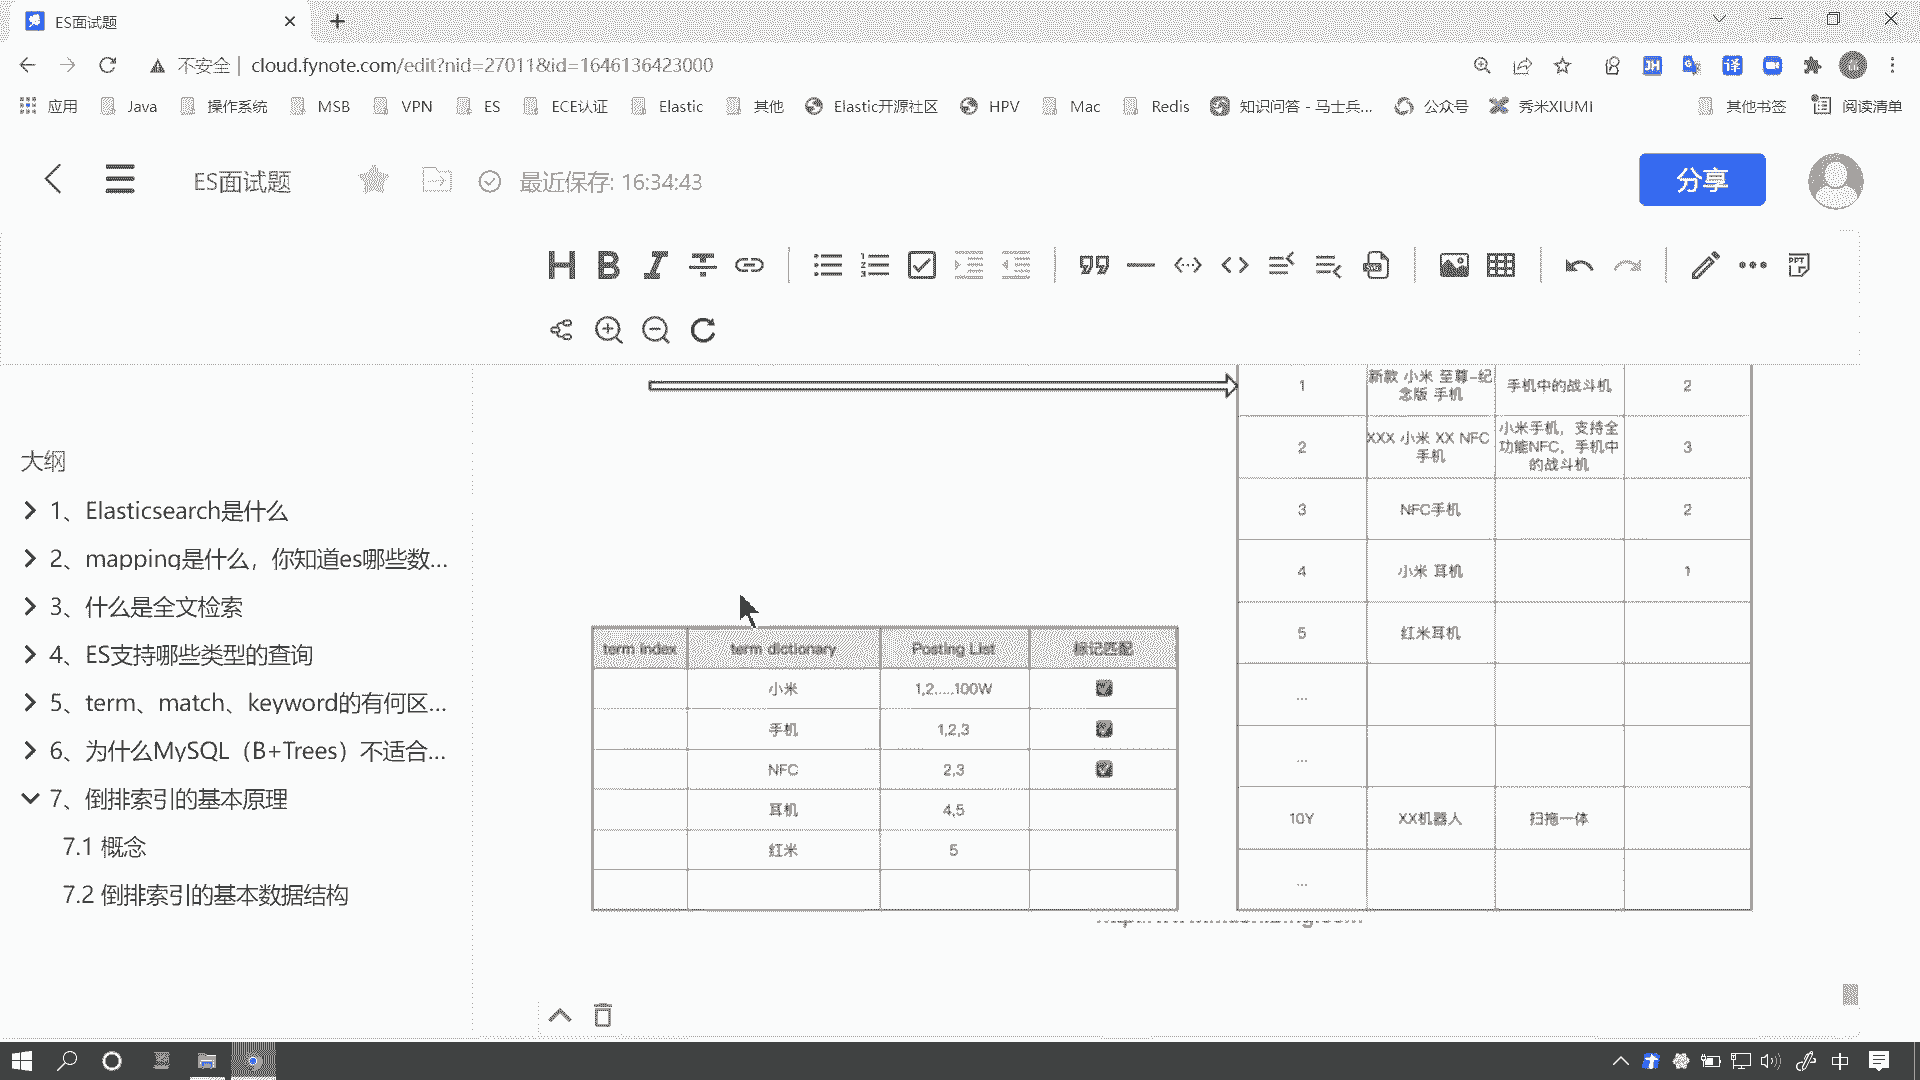 ES面试题
不安全 cloud.fynote.com/edit?nid=27011&id=1646136423000
应用 Java 操作系统 MSB VPN ES ECE认证 Elastic 其他 Elastic开源社区 HPV Mac Redis 知识问答 - 马士兵... 公众号 秀米XIUMI 其他书签 阅读清单
ES面试题 最近保存: 16:34:43 分享
H B I
大纲
1、Elasticsearch是什么
2、mapping是什么，你知道es哪些数...
3、什么是全文检索
4、ES支持哪些类型的查询
5、term、match、keyword的有何区...
6、为什么MySQL（B+Trees）不适合...
7、倒排索引的基本原理
7.1 概念
7.2 倒排索引的基本数据结构
term index term dictionary Posting List 标记匹配
小米 1,2.....100W
手机 1,2,3
NFC 2,3
耳机 4,5
红米 5
1 新款 小米 至尊-纪念版 手机 手机中的战斗机 2
2 XXX 小米 XX NFC 手机 小米手机，支持全功能NFC，手机中的战斗机 3
3 NFC手机 2
4 小米 耳机 1
5 红米耳机
...
...
10Y XX机器人 扫拖一体
...
中